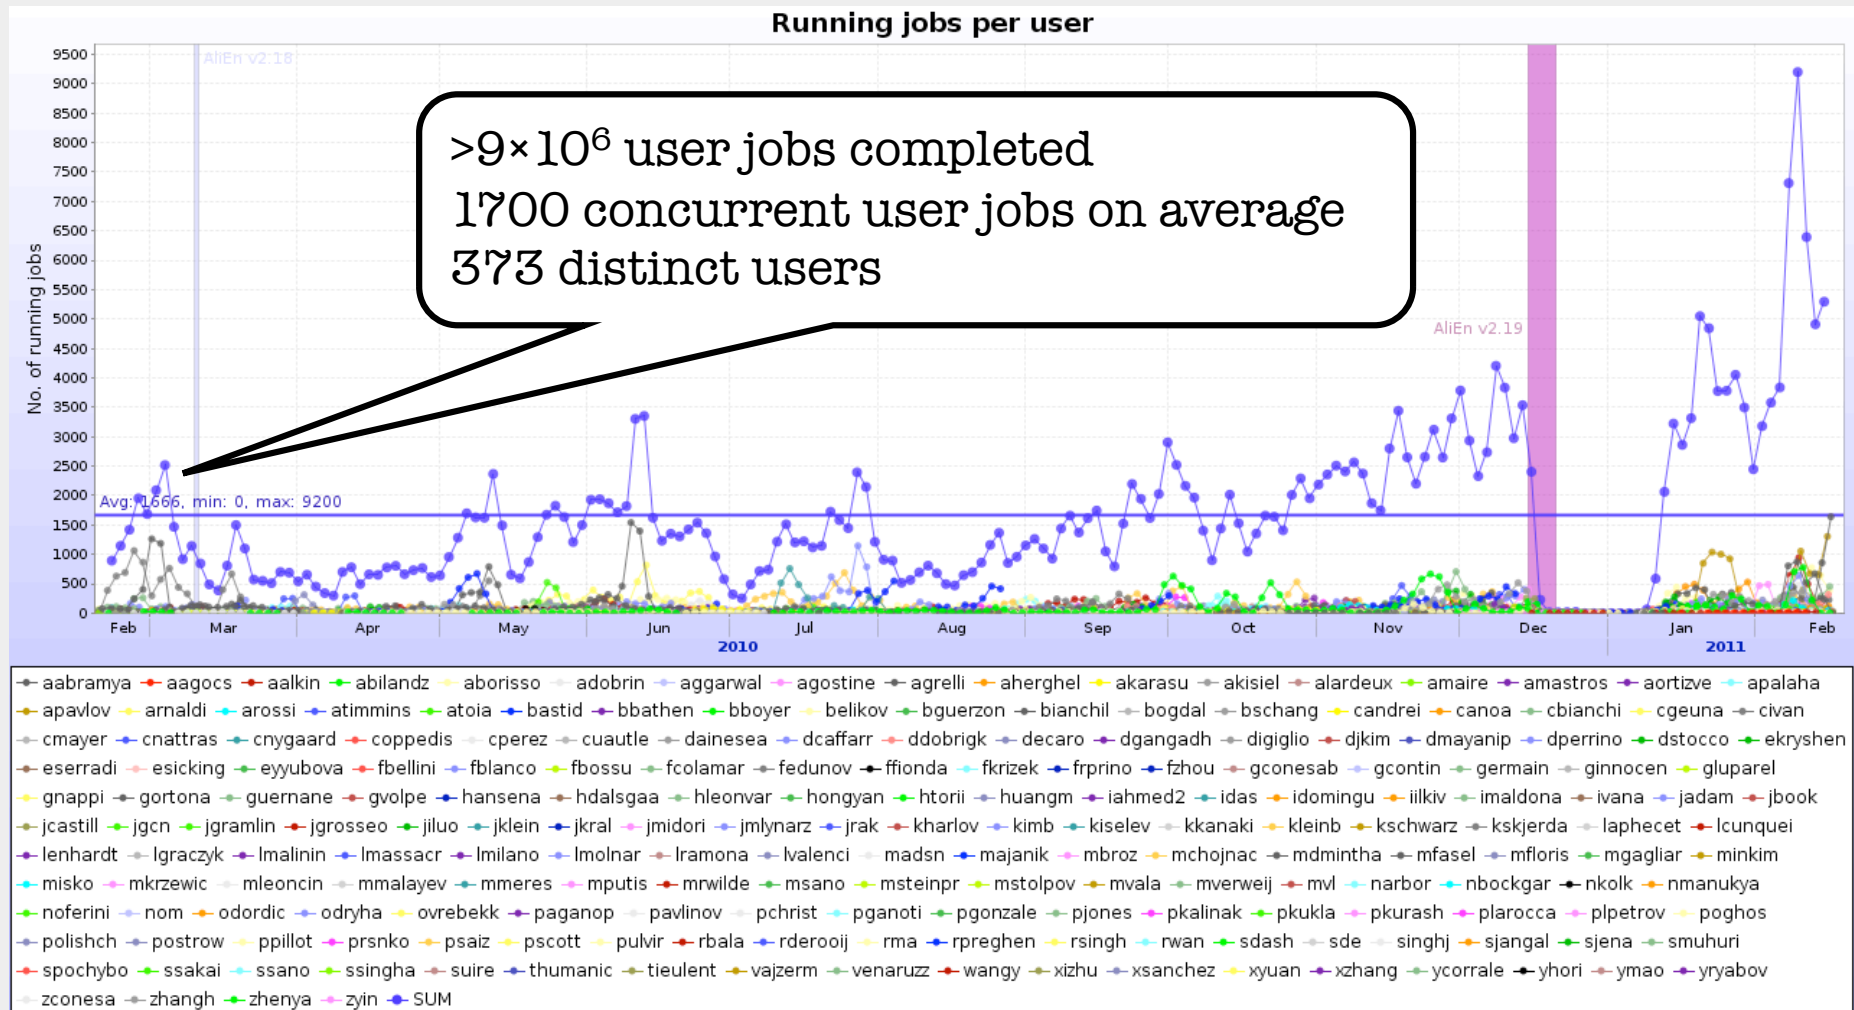 Running jobs per user
AliEn v2.18
>9×10⁶ user jobs completed
1700 concurrent user jobs on average
373 distinct users
AliEn v2.19
Avg: 1666, min: 0, max: 9200
No. of running jobs
9500
9000
8500
8000
7500
7000
6500
6000
5500
5000
4500
4000
3500
3000
2500
2000
1500
1000
500
0
Feb Mar Apr May Jun Jul Aug Sep Oct Nov Dec Jan Feb
2010 2011
aabramya aagocs aalkin abilandz aborisso adobrin aggarwal agostine agrelli aherghel akarasu akisiel alardeux amaire amastros aortizve apalaha
apavlov arnaldi arossi atimmins atoia bastid bbathen bboyer belikov bguerzon bianchil bogdal bschang candrei canoa cbianchi cgeuna civan
cmayer cnattras cnygaard coppedis cperez cuautle dainesea dcaffarr ddobrigk decaro dgangadh digiglio djkim dmayanip dperrino dstocco ekryshen
eserradi esicking eyyubova fbellini fblanco fbossu fcolamar fedunov ffionda fkrizek frprino fzhou gconesab gcontin germain ginnocen gluparel
gnappi gortona guernane gvolpe hansena hdalsgaa hleonvar hongyan htorii huangm iahmed2 idas idomingu iilkiv imaldona ivana jadam jbook
jcastill jgcn jgramlin jgrosseo jiluo jklein jkral jmidori jmlynarz jrak kharlov kimb kiselev kkanaki kleinb kschwarz kskjerda laphecet lcunquei
lenhardt lgraczyk lmalinin lmassacr lmilano lmolnar lramona lvalenci madsn majanik mbroz mchojnac mdmintha mfasel mfloris mgagliar minkim
misko mkrzewic mleoncin mmalayev mmeres mputis mrwilde msano msteinpr mstolpov mvala mverweij mvl narbor nbockgar nkolk nmanukya
noferini nom odordic odryha ovrebekk paganop pavlinov pchrist pganoti pgonzale pjones pkalinak pkukla pkurash plarocca plpetrov poghos
polishch postrow ppillot prsnko psaiz pscott pulvir rbala rderooij rma rpreghen rsingh rwan sdash sde singhj sjangal sjena smuhuri
spochybo ssakai ssano ssingha suire thumanic tieulent vajzerm venaruzz wangy xizhu xsanchez xyuan xzhang ycorrale yhori ymao yryabov
zconesa zhangh zhenya zyin SUM